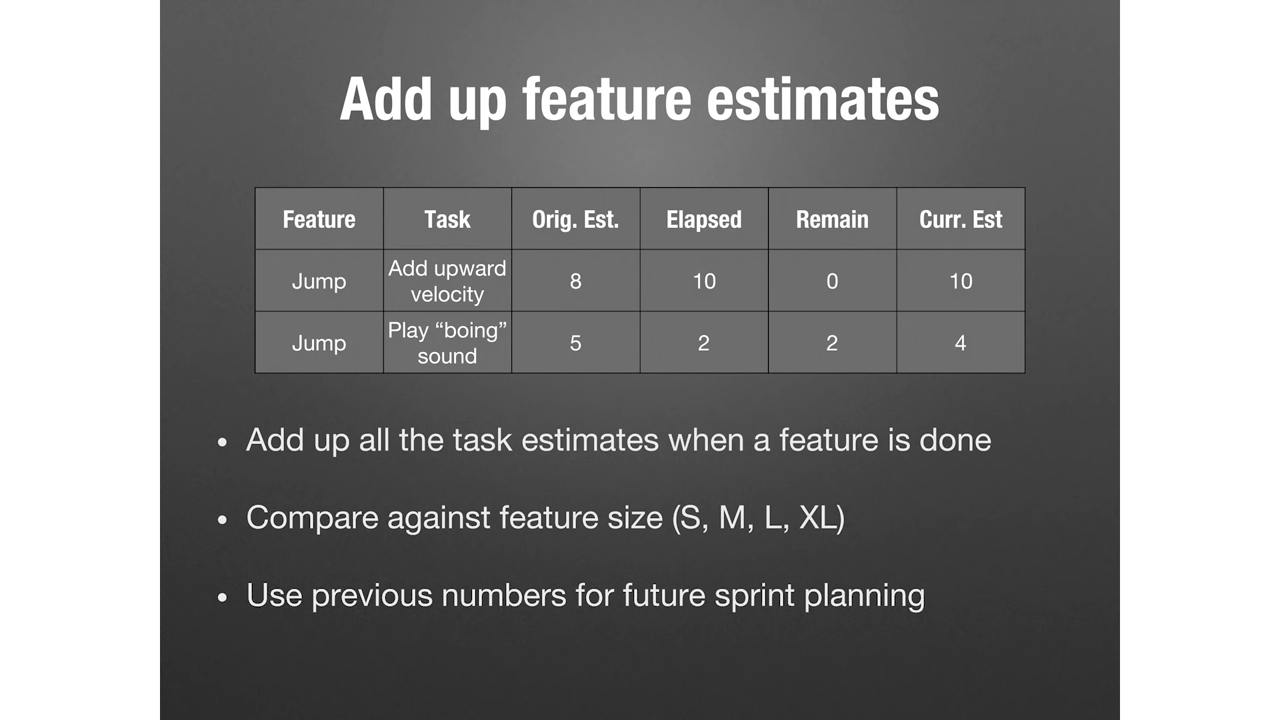 Add up feature estimates
Feature Task Orig. Est. Elapsed Remain Curr. Est
Jump Add upward velocity 8 10 0 10
Jump Play “boing” sound 5 2 2 4
• Add up all the task estimates when a feature is done
• Compare against feature size (S, M, L, XL)
• Use previous numbers for future sprint planning